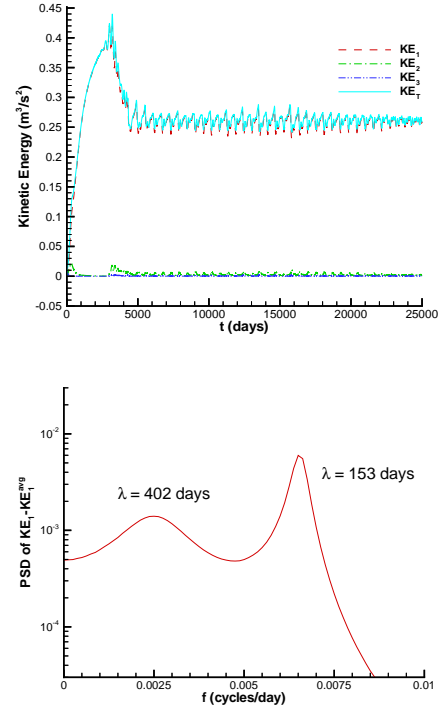 Kinetic Energy (m³/s²)
0.45
0.4
0.35
0.3
0.25
0.2
0.15
0.1
0.05
0
-0.05
KE₁
KE₂
KE₃
KE_T
0 5000 10000 15000 20000 25000
t (days)
PSD of KE₁-KE₁ᵃᵛᵍ
10⁻²
10⁻³
10⁻⁴
λ = 402 days
λ = 153 days
0 0.0025 0.005 0.0075 0.01
f (cycles/day)